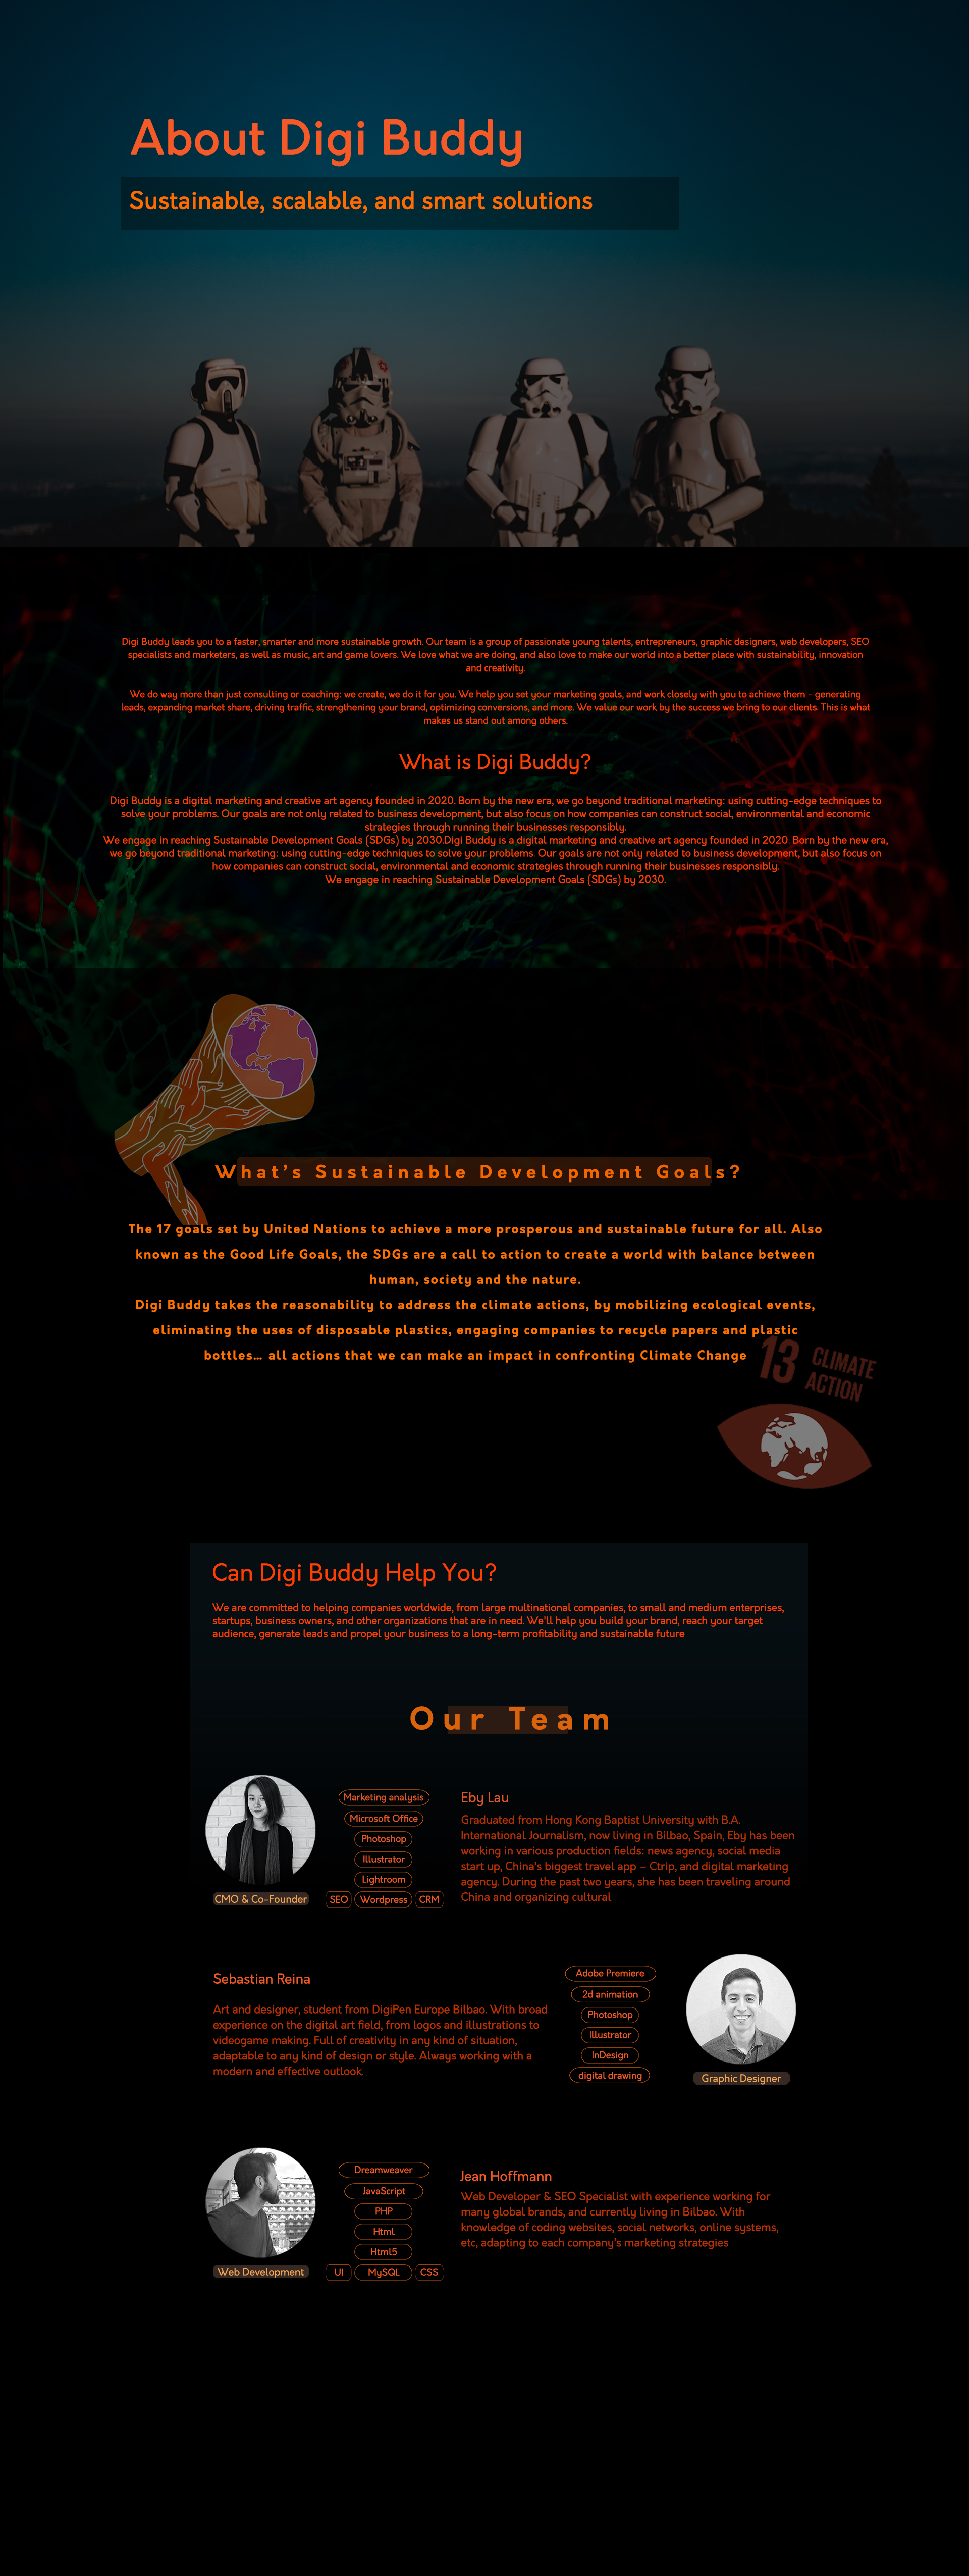 About Digi Buddy
Sustainable, scalable, and smart solutions
Digi Buddy leads you to a faster, smarter and more sustainable growth. Our team is a group of passionate young talents, entrepreneurs, graphic designers, web developers, SEO
specialists and marketers, as well as music, art and game lovers. We love what we are doing, and also love to make our world into a better place with sustainability, innovation
and creativity.
We do way more than just consulting or coaching: we create, we do it for you. We help you set your marketing goals, and work closely with you to achieve them - generating
leads, expanding market share, driving traffic, strengthening your brand, optimizing conversions, and more. We value our work by the success we bring to our clients. This is what
makes us stand out among others.
What is Digi Buddy?
Digi Buddy is a digital marketing and creative art agency founded in 2020. Born by the new era, we go beyond traditional marketing: using cutting-edge techniques to
solve your problems. Our goals are not only related to business development, but also focus on how companies can construct social, environmental and economic
strategies through running their businesses responsibly.
We engage in reaching Sustainable Development Goals (SDGs) by 2030.Digi Buddy is a digital marketing and creative art agency founded in 2020. Born by the new era,
we go beyond traditional marketing: using cutting-edge techniques to solve your problems. Our goals are not only related to business development, but also focus on
how companies can construct social, environmental and economic strategies through running their businesses responsibly.
We engage in reaching Sustainable Development Goals (SDGs) by 2030.
What's Sustainable Development Goals?
The 17 goals set by United Nations to achieve a more prosperous and sustainable future for all. Also
known as the Good Life Goals, the SDGs are a call to action to create a world with balance between
human, society and the nature.
Digi Buddy takes the reasonability to address the climate actions, by mobilizing ecological events,
eliminating the uses of disposable plastics, engaging companies to recycle papers and plastic
bottles… all actions that we can make an impact in confronting Climate Change
13 CLIMATE
ACTION
Can Digi Buddy Help You?
We are committed to helping companies worldwide, from large multinational companies, to small and medium enterprises,
startups, business owners, and other organizations that are in need. We'll help you build your brand, reach your target
audience, generate leads and propel your business to a long-term profitability and sustainable future
Our Team
Marketing analysis
Microsoft Office
Photoshop
Illustrator
Lightroom
SEO Wordpress CRM
CMO & Co-Founder
Eby Lau
Graduated from Hong Kong Baptist University with B.A.
International Journalism, now living in Bilbao, Spain, Eby has been
working in various production fields: news agency, social media
start up, China's biggest travel app – Ctrip, and digital marketing
agency. During the past two years, she has been traveling around
China and organizing cultural
Sebastian Reina
Art and designer, student from DigiPen Europe Bilbao. With broad
experience on the digital art field, from logos and illustrations to
videogame making. Full of creativity in any kind of situation,
adaptable to any kind of design or style. Always working with a
modern and effective outlook.
Adobe Premiere
2d animation
Photoshop
Illustrator
InDesign
digital drawing
Graphic Designer
Dreamweaver
JavaScript
PHP
Html
Html5
UI MySQL CSS
Web Development
Jean Hoffmann
Web Developer & SEO Specialist with experience working for
many global brands, and currently living in Bilbao. With
knowledge of coding websites, social networks, online systems,
etc, adapting to each company's marketing strategies